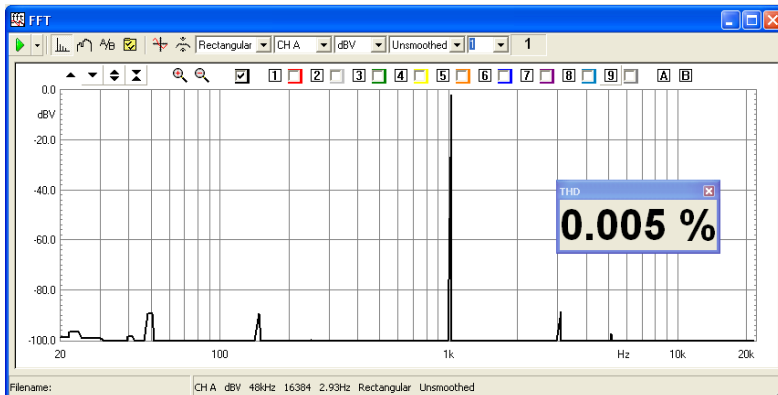 FFT
A/B Rectangular CH A dBV Unsmoothed 1 1
1 2 3 4 5 6 7 8 9 A B
0.0
dBV
-20.0
-40.0
-60.0
-80.0
-100.0
THD
0.005 %
20 100 1k Hz 10k 20k
Filename: CH A dBV 48kHz 16384 2.93Hz Rectangular Unsmoothed